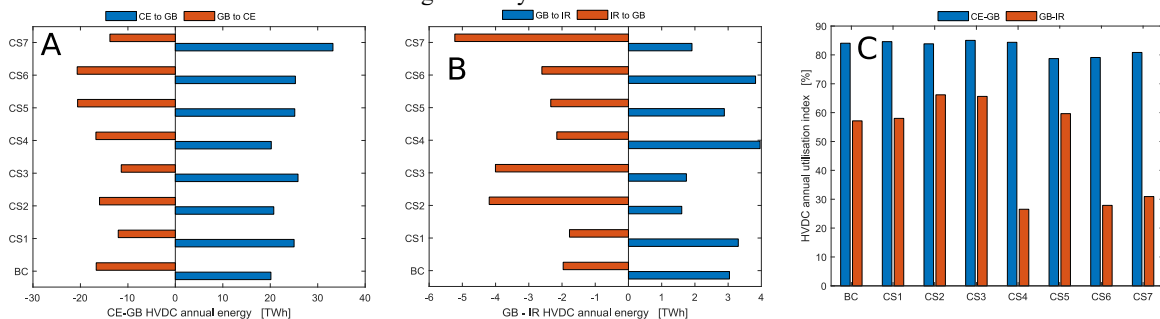 CE to GB GB to CE
A
CS7
CS6
CS5
CS4
CS3
CS2
CS1
BC
-30 -20 -10 0 10 20 30 40
CE-GB HVDC annual energy [TWh]
GB to IR IR to GB
B
CS7
CS6
CS5
CS4
CS3
CS2
CS1
BC
-6 -5 -4 -3 -2 -1 0 1 2 3 4
GB - IR HVDC annual energy [TWh]
CE-GB GB-IR
C
HVDC annual utilisation index [%]
90
80
70
60
50
40
30
20
10
0
BC CS1 CS2 CS3 CS4 CS5 CS6 CS7